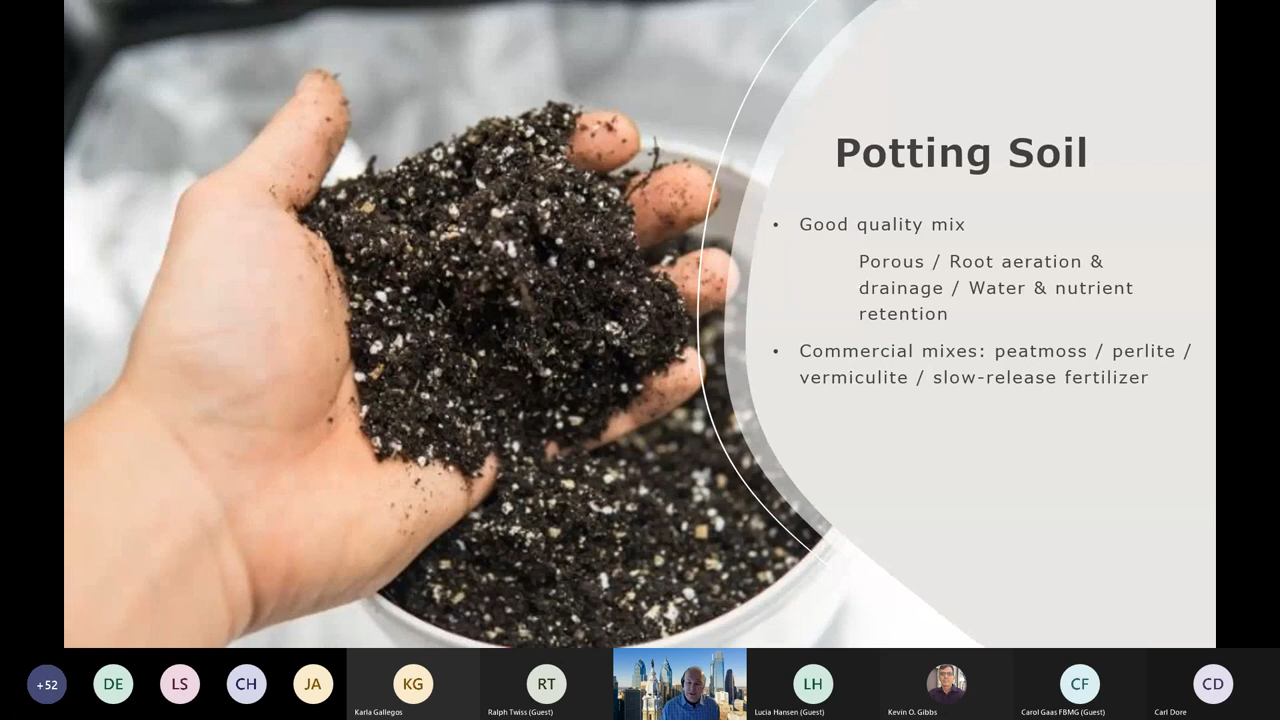 Potting Soil
• Good quality mix
Porous / Root aeration &
drainage / Water & nutrient
retention
• Commercial mixes: peatmoss / perlite /
vermiculite / slow-release fertilizer
+52
DE
LS
CH
JA
KG
RT
LH
CF
CD
Karla Gallegos
Ralph Twiss (Guest)
Lucia Hansen (Guest)
Kevin O. Gibbs
Carol Gaas FBMG (Guest)
Carl Dore